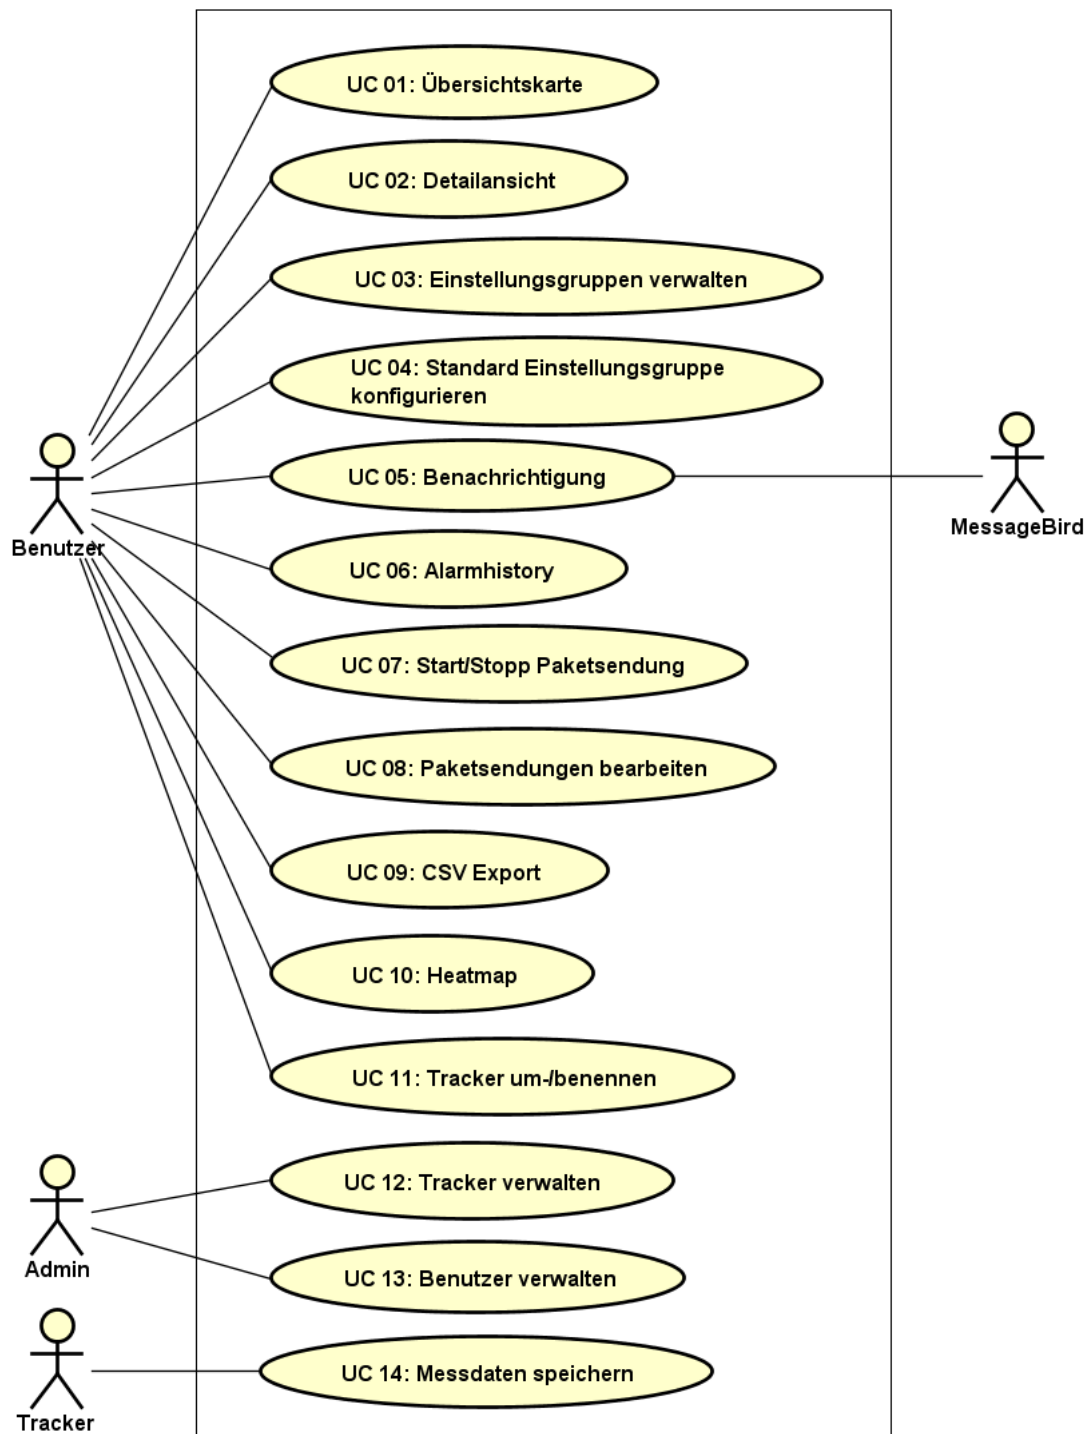 UC 01: Übersichtskarte
UC 02: Detailansicht
UC 03: Einstellungsgruppen verwalten
UC 04: Standard Einstellungsgruppe
konfigurieren
UC 05: Benachrichtigung
MessageBird
Benutzer
UC 06: Alarmhistory
UC 07: Start/Stopp Paketsendung
UC 08: Paketsendungen bearbeiten
UC 09: CSV Export
UC 10: Heatmap
UC 11: Tracker um-/benennen
UC 12: Tracker verwalten
Admin
UC 13: Benutzer verwalten
UC 14: Messdaten speichern
Tracker